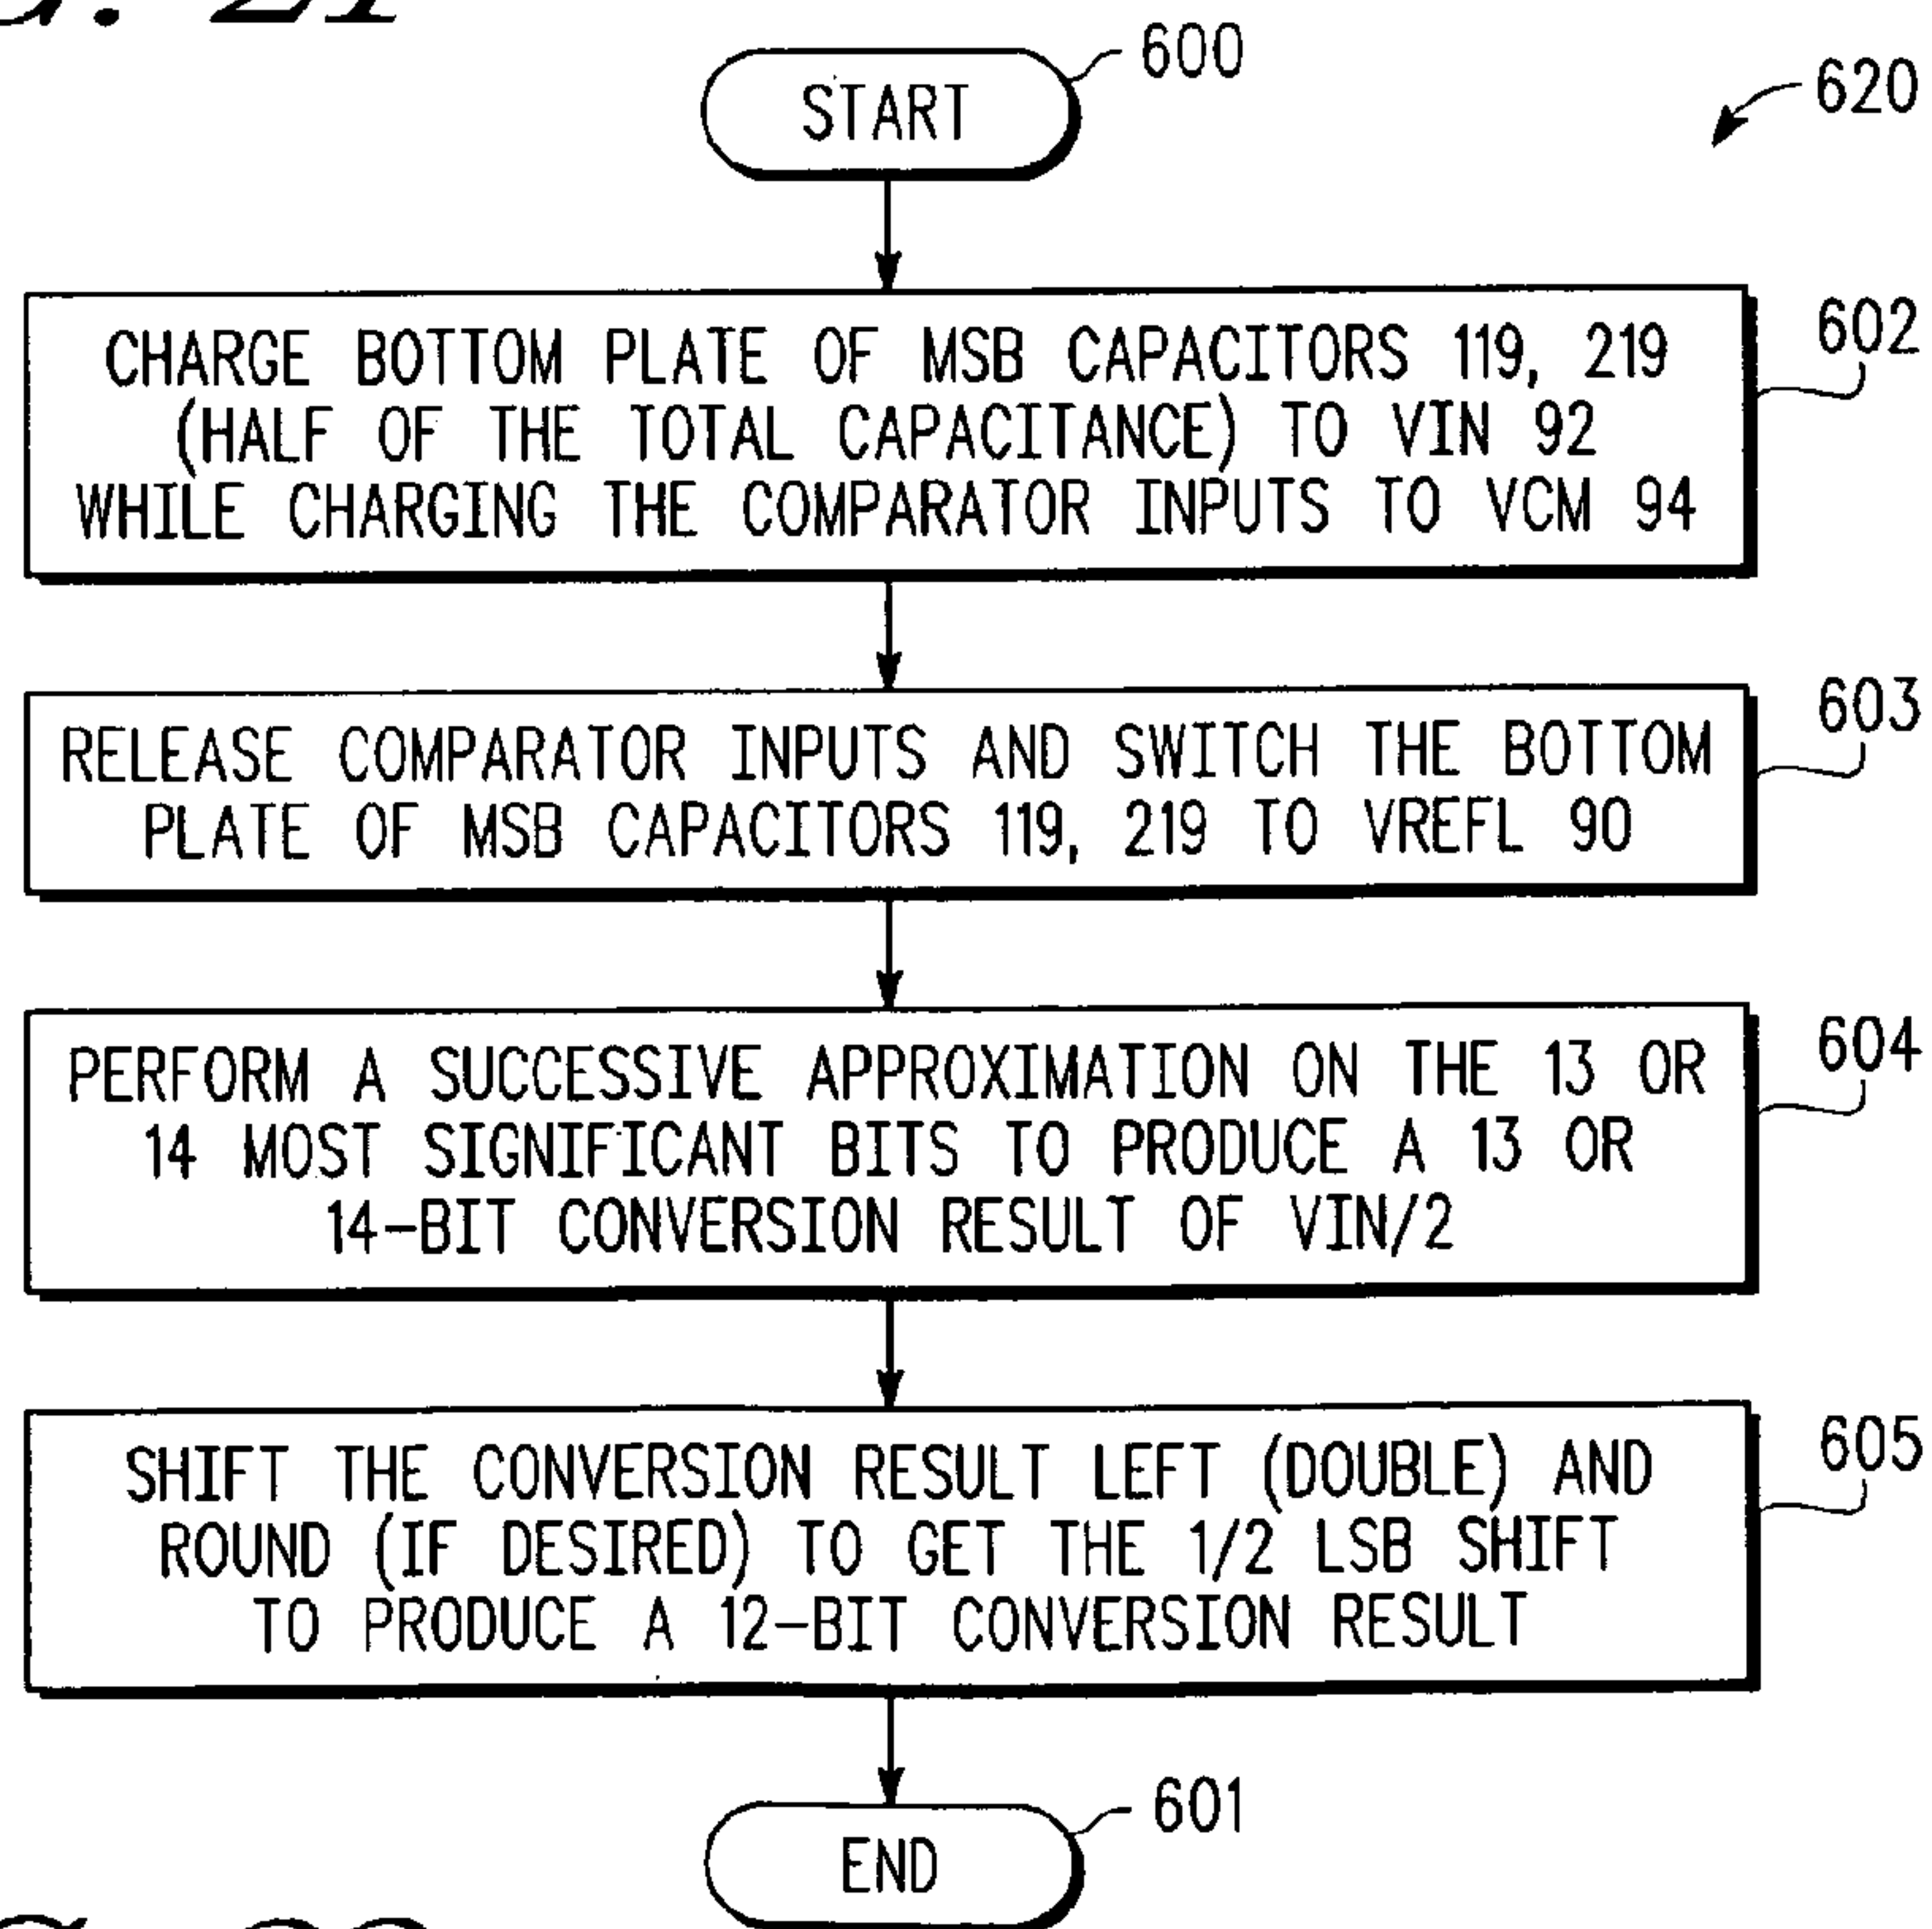 600
620
START
602
CHARGE BOTTOM PLATE OF MSB CAPACITORS 119, 219
(HALF OF THE TOTAL CAPACITANCE) TO VIN 92
WHILE CHARGING THE COMPARATOR INPUTS TO VCM 94
603
RELEASE COMPARATOR INPUTS AND SWITCH THE BOTTOM
PLATE OF MSB CAPACITORS 119, 219 TO VREFL 90
604
PERFORM A SUCCESSIVE APPROXIMATION ON THE 13 OR
14 MOST SIGNIFICANT BITS TO PRODUCE A 13 OR
14-BIT CONVERSION RESULT OF VIN/2
605
SHIFT THE CONVERSION RESULT LEFT (DOUBLE) AND
ROUND (IF DESIRED) TO GET THE 1/2 LSB SHIFT
TO PRODUCE A 12-BIT CONVERSION RESULT
601
END